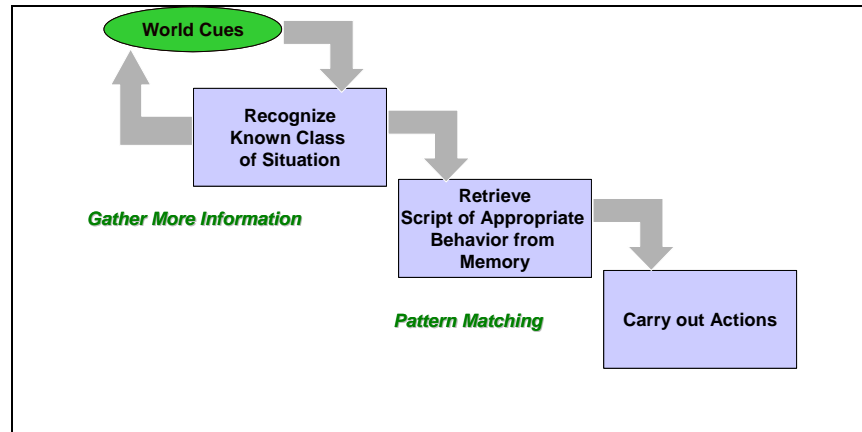 World Cues
Recognize
Known Class
of Situation
Gather More Information
Retrieve
Script of Appropriate
Behavior from
Memory
Pattern Matching
Carry out Actions